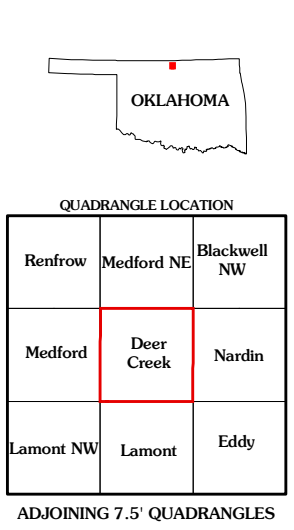 OKLAHOMA
QUADRANGLE LOCATION
Renfrow
Medford NE
Blackwell
NW
Medford
Deer
Creek
Nardin
Lamont NW
Lamont
Eddy
ADJOINING 7.5' QUADRANGLES